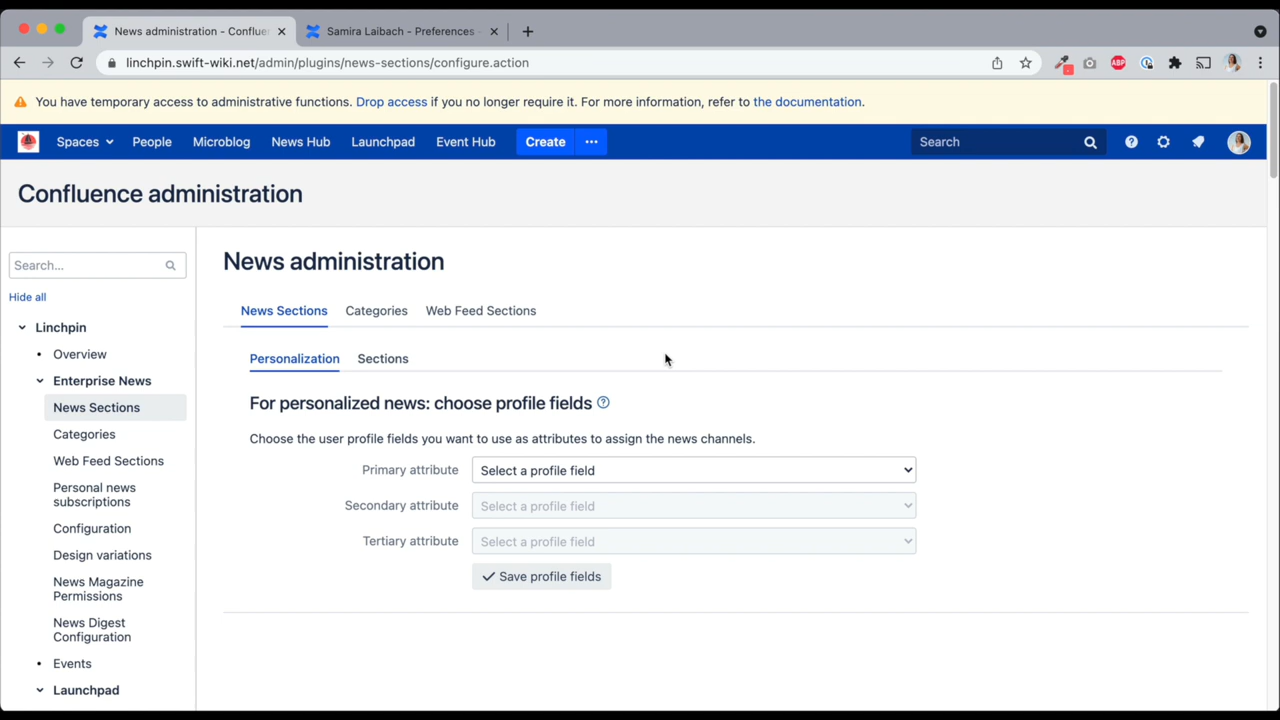 News administration - Confluen
Samira Laibach - Preferences -
linchpin.swift-wiki.net/admin/plugins/news-sections/configure.action
ABP
You have temporary access to administrative functions. Drop access if you no longer require it. For more information, refer to the documentation.
Spaces People Microblog News Hub Launchpad Event Hub Create ··· Search
Confluence administration
Search...
Hide all
Linchpin
• Overview
Enterprise News
News Sections
Categories
Web Feed Sections
Personal news
subscriptions
Configuration
Design variations
News Magazine
Permissions
News Digest
Configuration
• Events
Launchpad
News administration
News Sections Categories Web Feed Sections
Personalization Sections
For personalized news: choose profile fields
Choose the user profile fields you want to use as attributes to assign the news channels.
Primary attribute Select a profile field
Secondary attribute Select a profile field
Tertiary attribute Select a profile field
Save profile fields